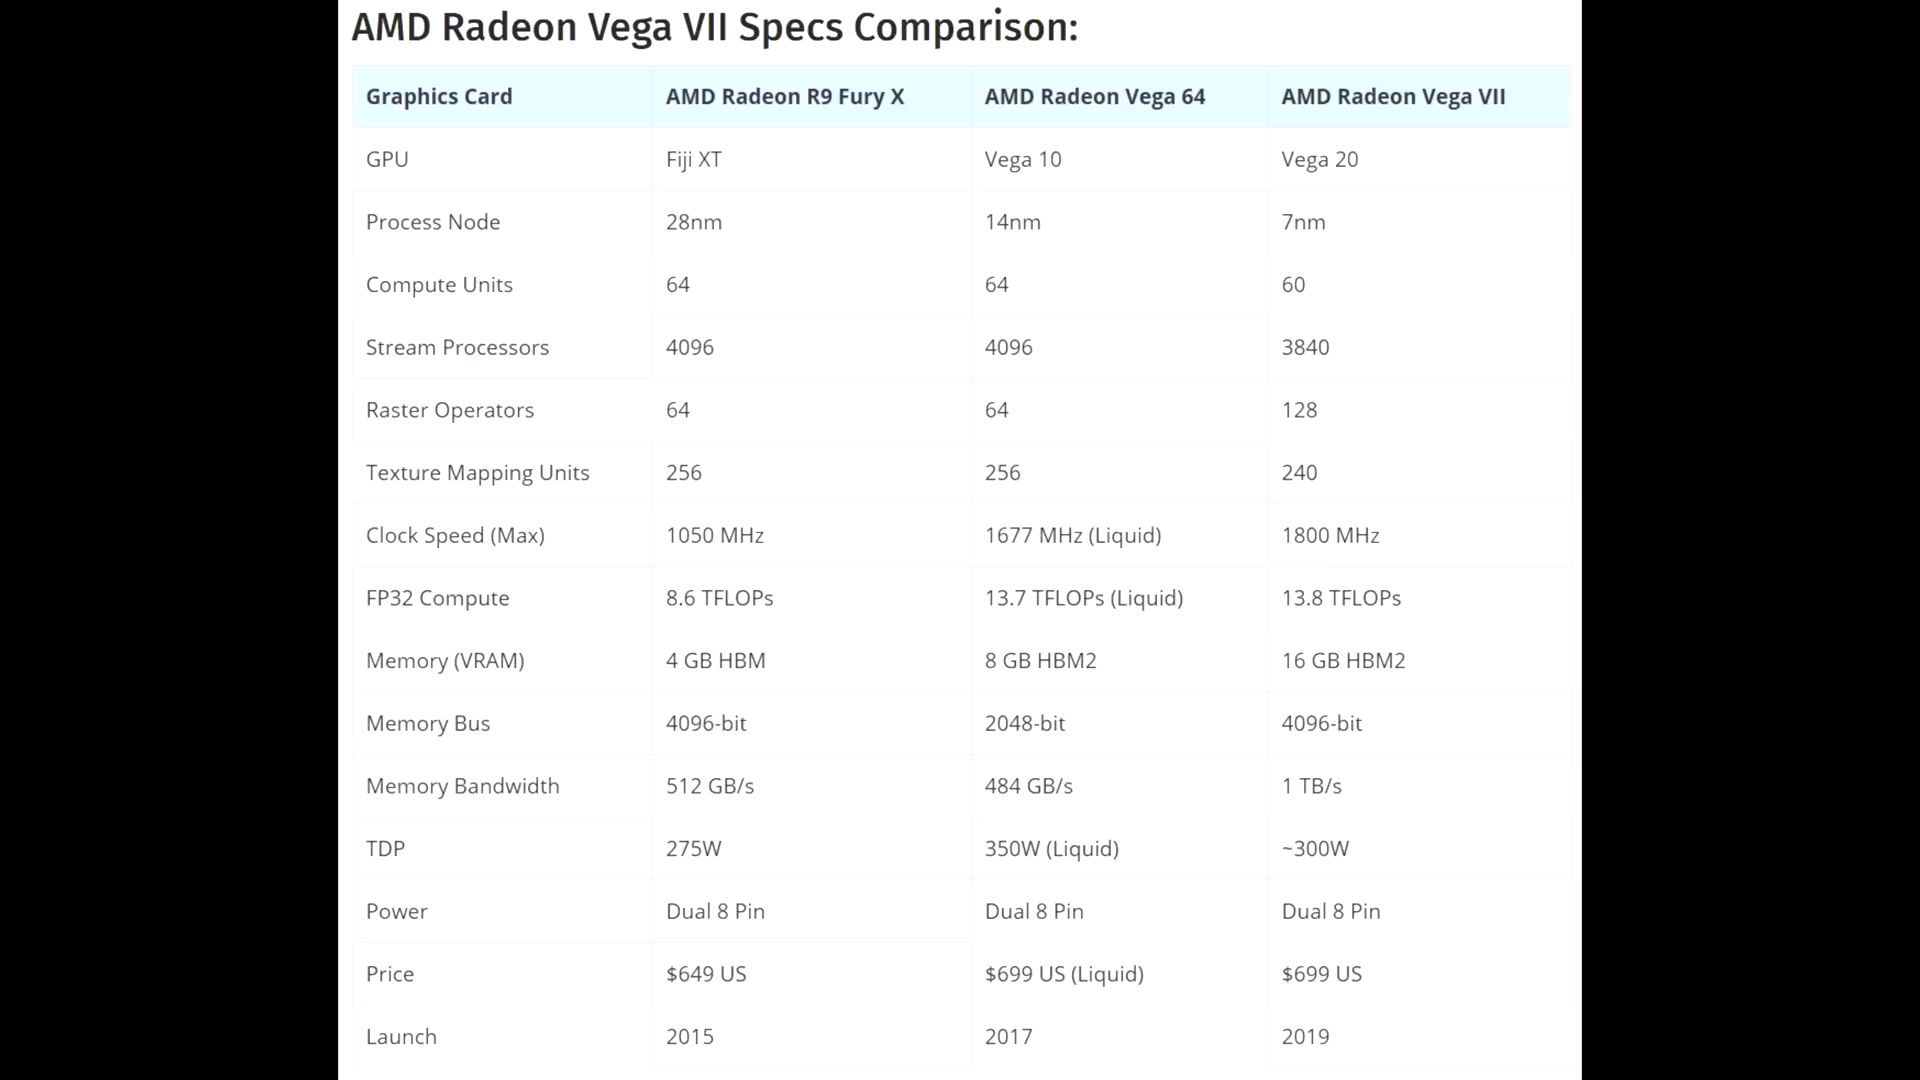 AMD Radeon Vega VII Specs Comparison:
Graphics Card AMD Radeon R9 Fury X AMD Radeon Vega 64 AMD Radeon Vega VII
GPU Fiji XT Vega 10 Vega 20
Process Node 28nm 14nm 7nm
Compute Units 64 64 60
Stream Processors 4096 4096 3840
Raster Operators 64 64 128
Texture Mapping Units 256 256 240
Clock Speed (Max) 1050 MHz 1677 MHz (Liquid) 1800 MHz
FP32 Compute 8.6 TFLOPs 13.7 TFLOPs (Liquid) 13.8 TFLOPs
Memory (VRAM) 4 GB HBM 8 GB HBM2 16 GB HBM2
Memory Bus 4096-bit 2048-bit 4096-bit
Memory Bandwidth 512 GB/s 484 GB/s 1 TB/s
TDP 275W 350W (Liquid) ~300W
Power Dual 8 Pin Dual 8 Pin Dual 8 Pin
Price $649 US $699 US (Liquid) $699 US
Launch 2015 2017 2019